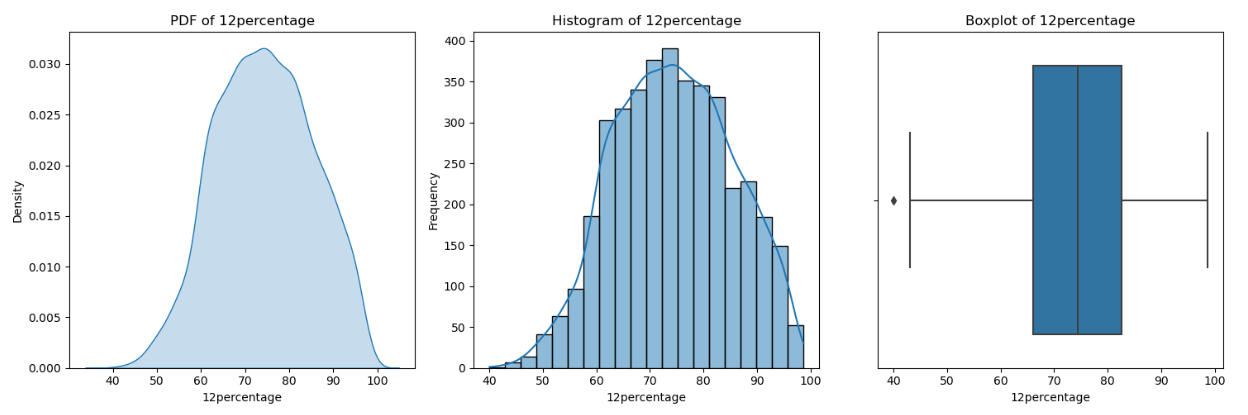 PDF of 12percentage
0.030
0.025
0.020
0.015
0.010
0.005
0.000
Density
40 50 60 70 80 90 100
12percentage
Histogram of 12percentage
400
350
300
250
200
150
100
50
0
Frequency
40 50 60 70 80 90 100
12percentage
Boxplot of 12percentage
40 50 60 70 80 90 100
12percentage